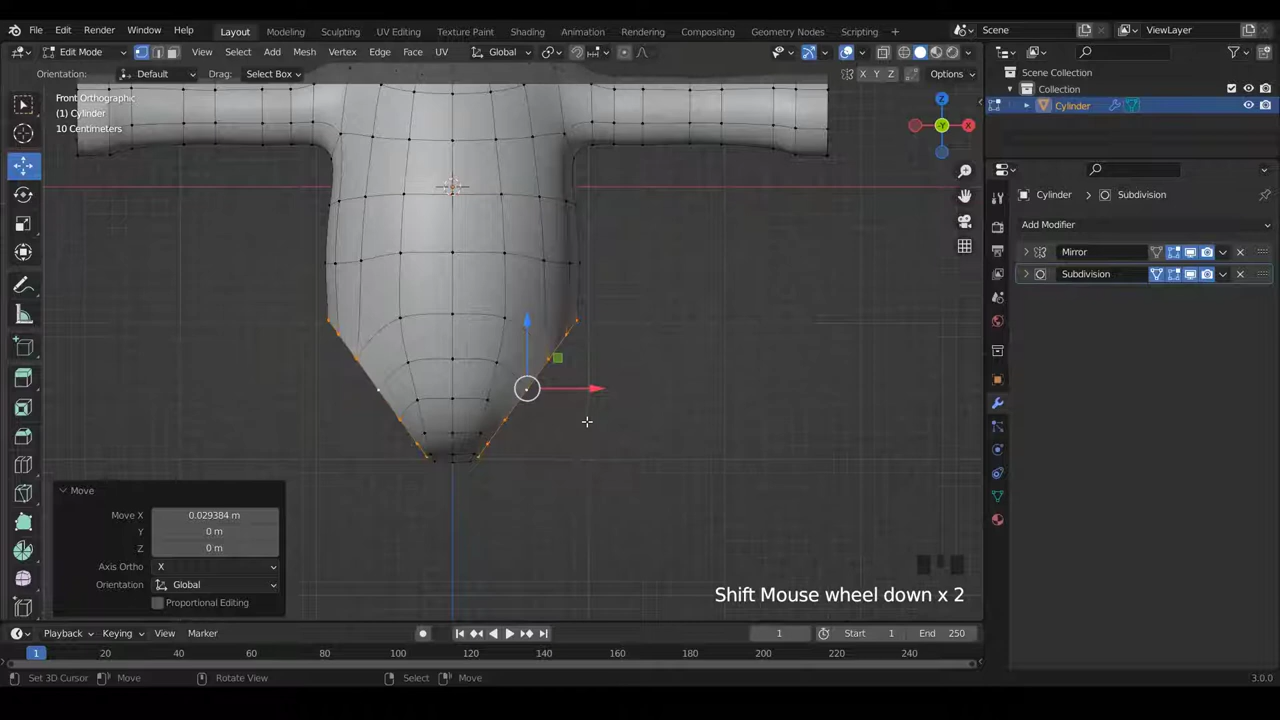 File Edit Render Window Help Layout Modeling Sculpting UV Editing Texture Paint Shading Animation Rendering Compositing Geometry Nodes Scripting Scene ViewLayer
Edit Mode View Select Add Mesh Vertex Edge Face UV Global
Orientation: Default Drag: Select Box X Y Z Options
Scene Collection
Collection
Cylinder
Front Orthographic
(1) Cylinder
10 Centimeters
Z
X
-Y
Cylinder > Subdivision
Add Modifier
Mirror
Subdivision
Move
Move X 0.029384 m
Y 0 m
Z 0 m
Axis Ortho X
Orientation Global
Proportional Editing
Shift Mouse wheel down x 2
Playback Keying View Marker 1 Start 1 End 250
1 20 40 60 80 100 120 140 160 180 200 220 240
Set 3D Cursor Move Rotate View Select Move 3.0.0